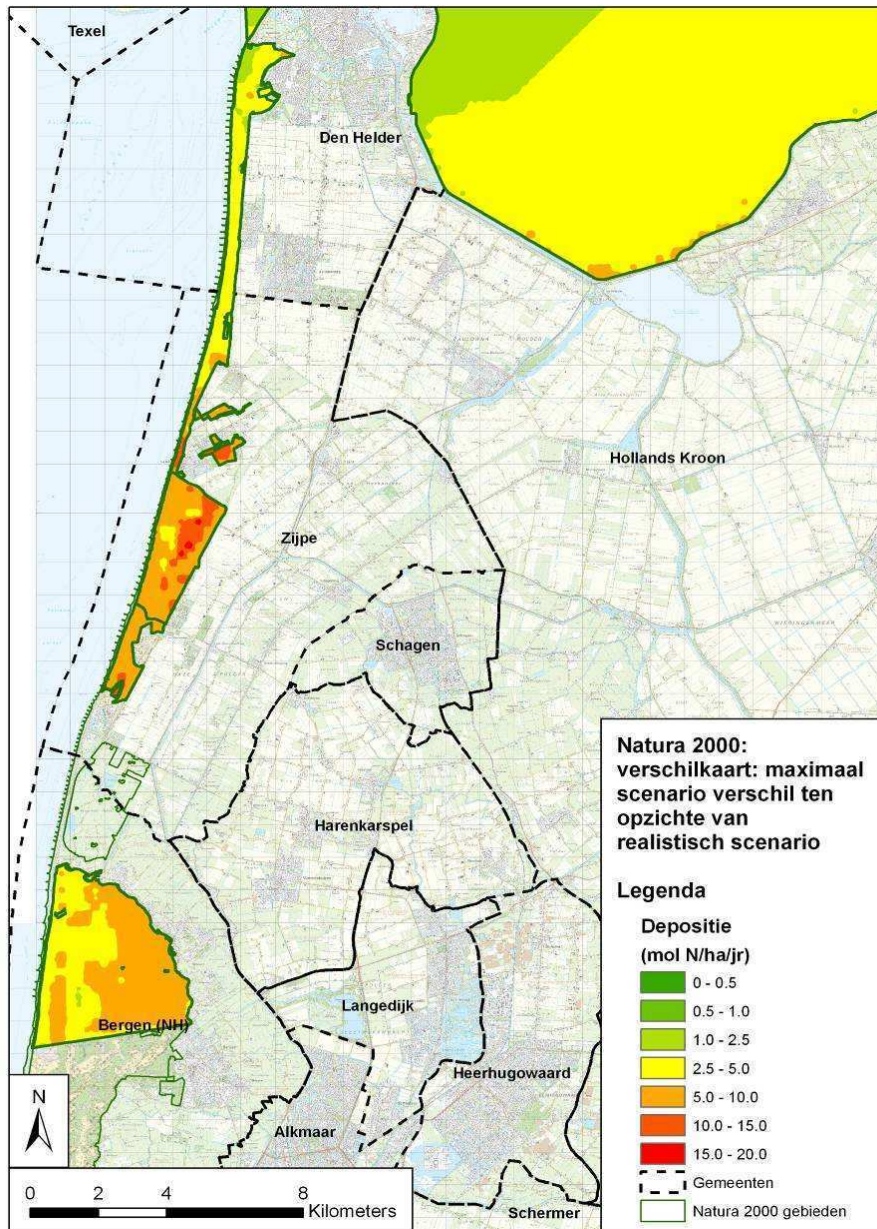 Texel
Den Helder
Hollands Kroon
Zijpe
Schagen
Harenkarspel
Langedijk
Bergen (NH)
Heerhugowaard
Alkmaar
Schermer
Natura 2000:
verschilkaart: maximaal
scenario verschil ten
opzichte van
realistisch scenario
Legenda
Depositie
(mol N/ha/jr)
0 - 0.5
0.5 - 1.0
1.0 - 2.5
2.5 - 5.0
5.0 - 10.0
10.0 - 15.0
15.0 - 20.0
Gemeenten
Natura 2000 gebieden
N
0 2 4 8
Kilometers